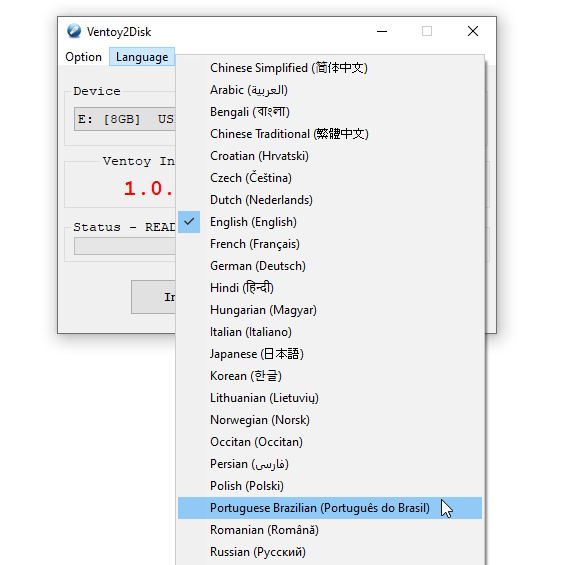 Ventoy2Disk
Option Language
Device
E: [8GB]
Ventoy
1.0.
Status - READ
Chinese Simplified (简体中文)
Arabic (العربية)
Bengali (বাংলা)
Chinese Traditional (繁體中文)
Croatian (Hrvatski)
Czech (Čeština)
Dutch (Nederlands)
English (English)
French (Français)
German (Deutsch)
Hindi (हिन्दी)
Hungarian (Magyar)
Italian (Italiano)
Japanese (日本語)
Korean (한글)
Lithuanian (Lietuvių)
Norwegian (Norsk)
Occitan (Occitan)
Persian (فارسی)
Polish (Polski)
Portuguese Brazilian (Português do Brasil)
Romanian (Română)
Russian (Русский)